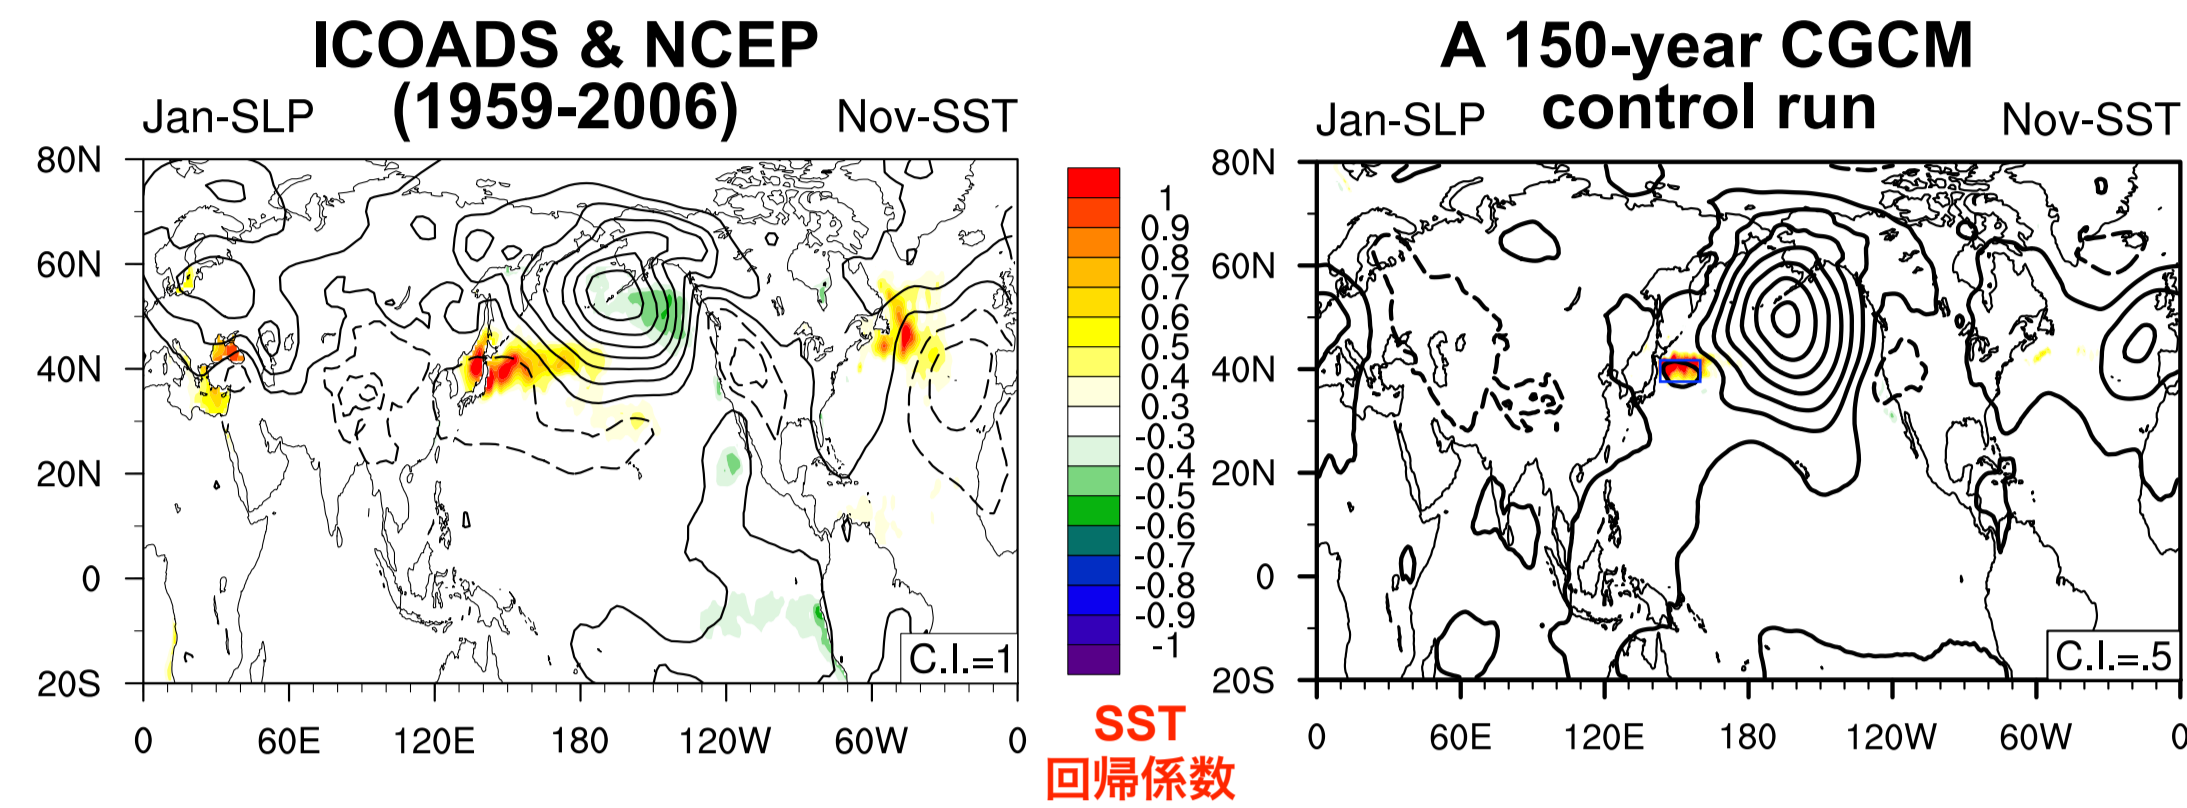 ICOADS & NCEP
(1959-2006)
Jan-SLP
Nov-SST
80N
60N
40N
20N
0
20S
0
60E
120E
180
120W
60W
0
C.I.=1
1
0.9
0.8
0.7
0.6
0.5
0.4
0.3
-0.3
-0.4
-0.5
-0.6
-0.7
-0.8
-0.9
-1
SST
回帰係数
A 150-year CGCM
control run
Jan-SLP
Nov-SST
80N
60N
40N
20N
0
20S
0
60E
120E
180
120W
60W
0
C.I.=.5